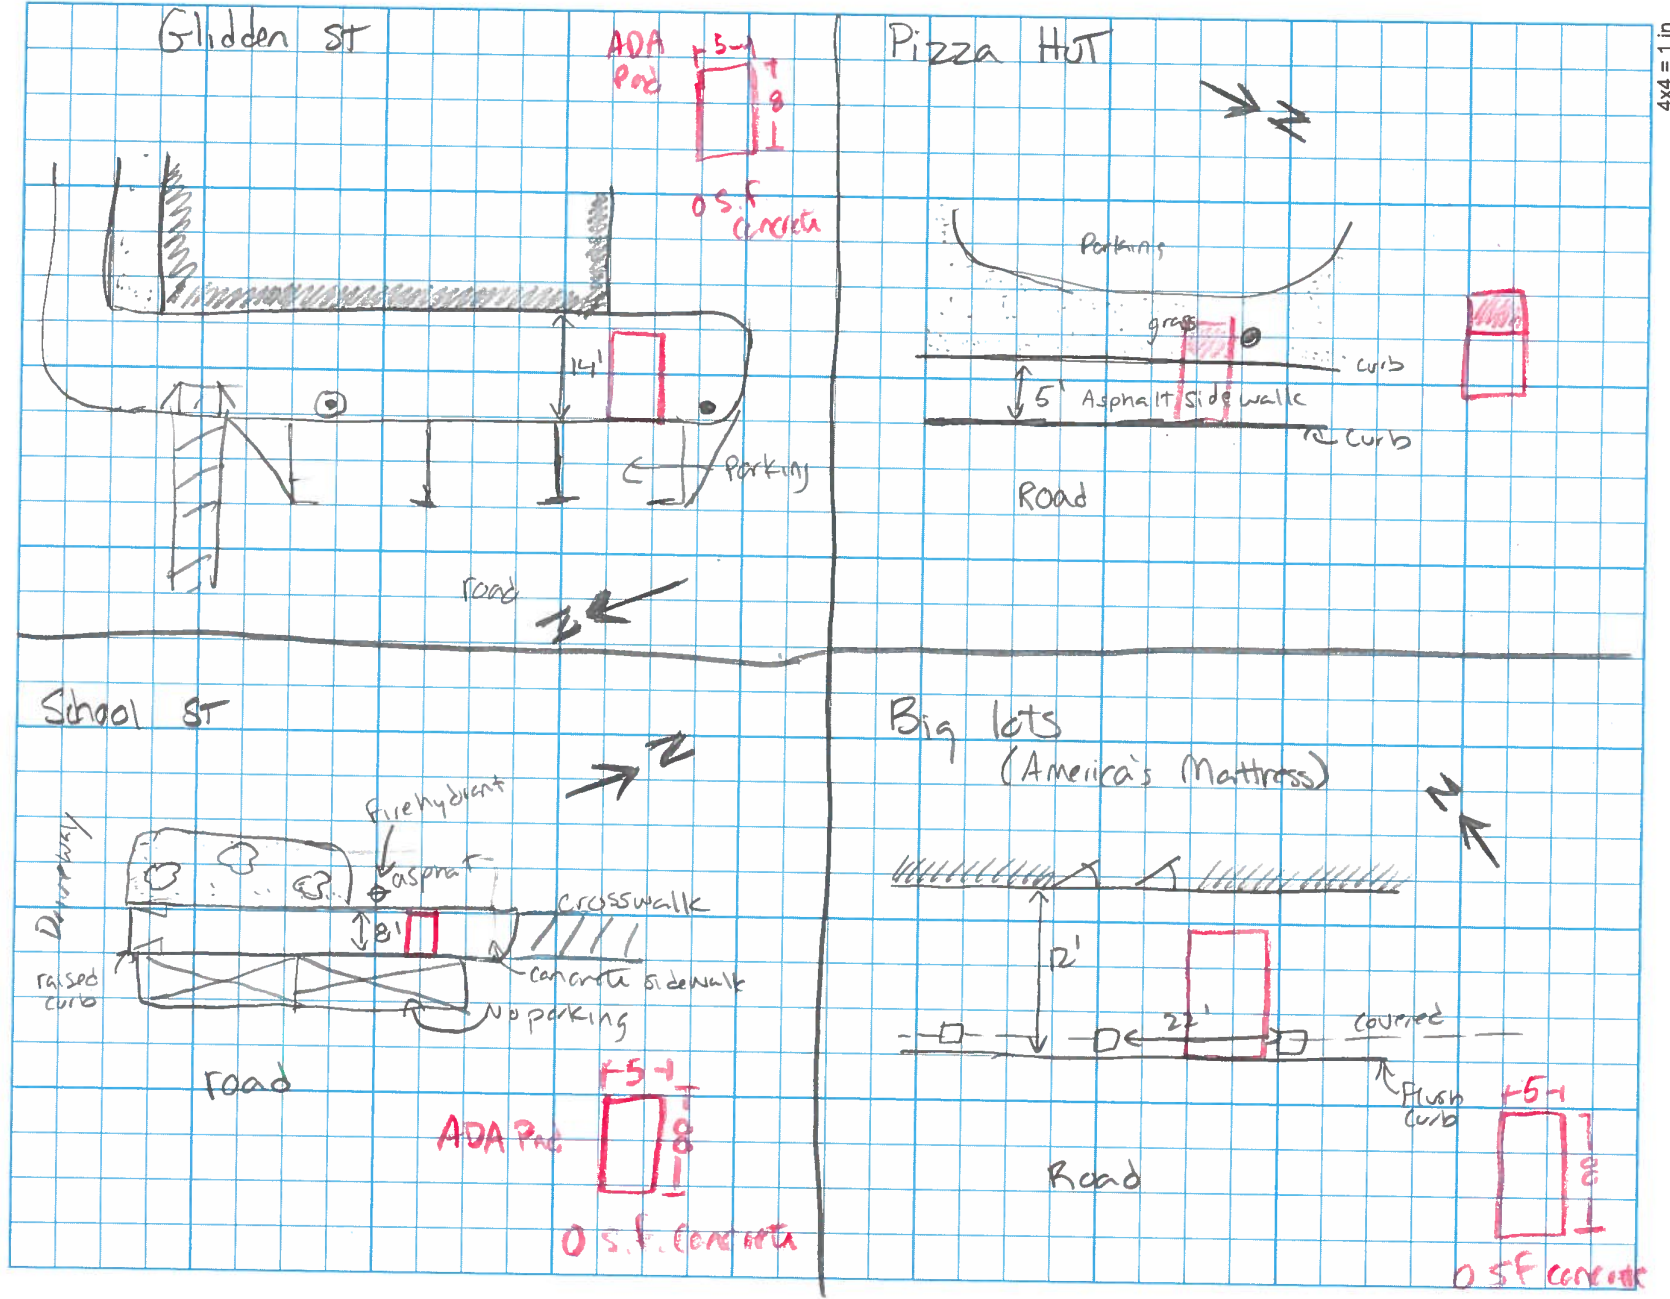 Glidden ST
ADA
Pad
5
8
0 S.F
concrete
14'
Parking
road
N
Pizza HUT
N
4x4 = 1 in
Parking
grass
curb
5' Asphalt Sidewalk
curb
Road
School ST
N
Fire hydrant
Driveway
asphalt
crosswalk
8'
raised
curb
concrete sidewalk
No parking
road
5
8
ADA Pad
0 S.F. concrete
Big lots
(America's Mattress)
N
12'
22'
covered
flush
curb
Road
5
8
0 SF concrete